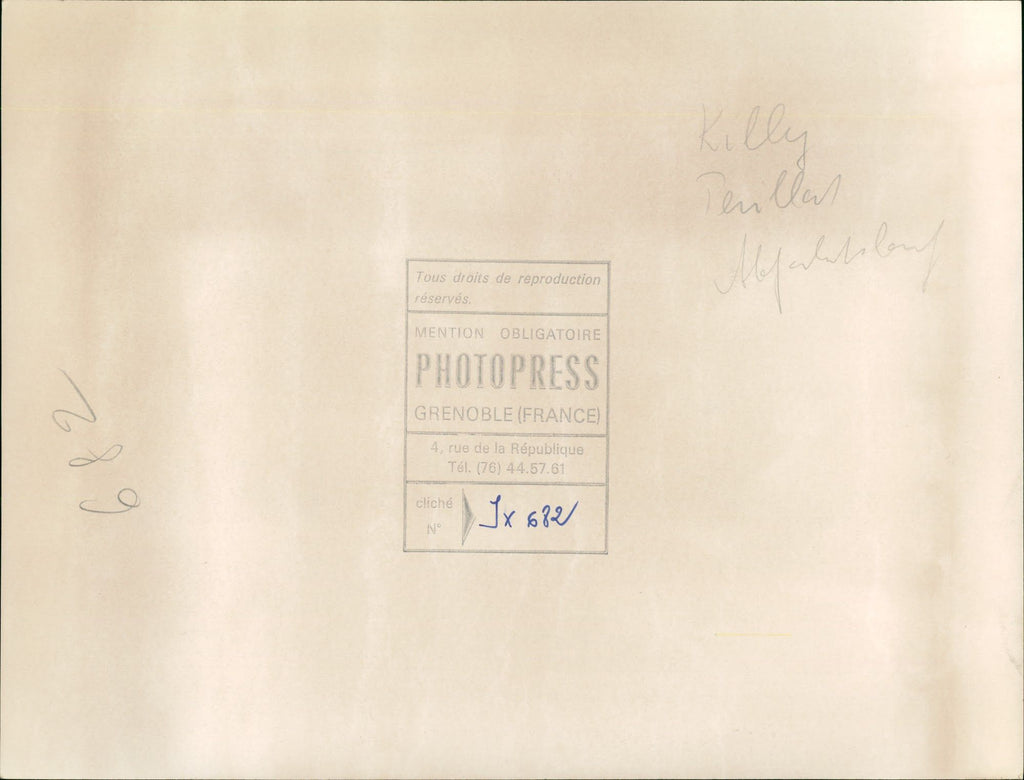 Killy
Perillat
Abfahrtslauf
Tous droits de reproduction
réservés.
MENTION OBLIGATOIRE
PHOTOPRESS
GRENOBLE (FRANCE)
4, rue de la République
Tél. (76) 44.57.61
cliché
N°
Jx 682
682